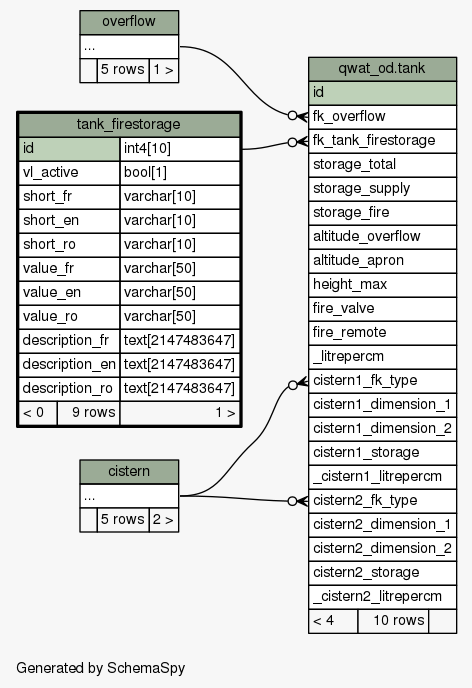 overflow
...
5 rows 1 >
tank_firestorage
id int4[10]
vl_active bool[1]
short_fr varchar[10]
short_en varchar[10]
short_ro varchar[10]
value_fr varchar[50]
value_en varchar[50]
value_ro varchar[50]
description_fr text[2147483647]
description_en text[2147483647]
description_ro text[2147483647]
< 0 9 rows 1 >
cistern
...
5 rows 2 >
qwat_od.tank
id
fk_overflow
fk_tank_firestorage
storage_total
storage_supply
storage_fire
altitude_overflow
altitude_apron
height_max
fire_valve
fire_remote
_litrepercm
cistern1_fk_type
cistern1_dimension_1
cistern1_dimension_2
cistern1_storage
_cistern1_litrepercm
cistern2_fk_type
cistern2_dimension_1
cistern2_dimension_2
cistern2_storage
_cistern2_litrepercm
< 4 10 rows
Generated by SchemaSpy